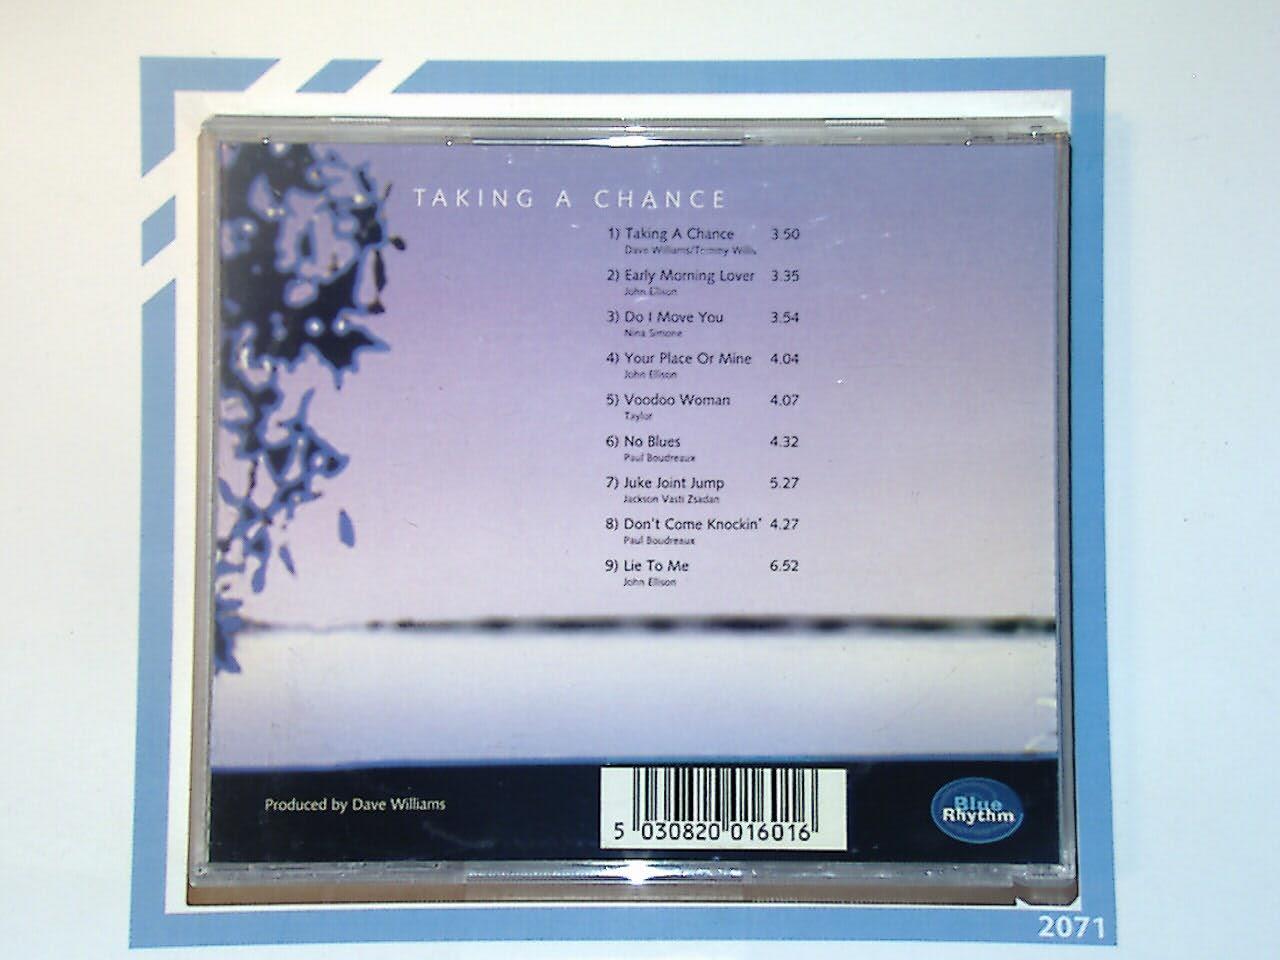 TAKING A CHANCE
1) Taking A Chance 3.50
Dave Williams/Tommy Willis
2) Early Morning Lover 3.35
John Ellison
3) Do I Move You 3.54
Nina Simone
4) Your Place Or Mine 4.04
John Ellison
5) Voodoo Woman 4.07
Taylor
6) No Blues 4.32
Paul Boudreaux
7) Juke Joint Jump 5.27
Jackson Vasti Zsadan
8) Don't Come Knockin' 4.27
Paul Boudreaux
9) Lie To Me 6.52
John Ellison
Produced by Dave Williams
5 030820 016016
Blue
Rhythm
2071